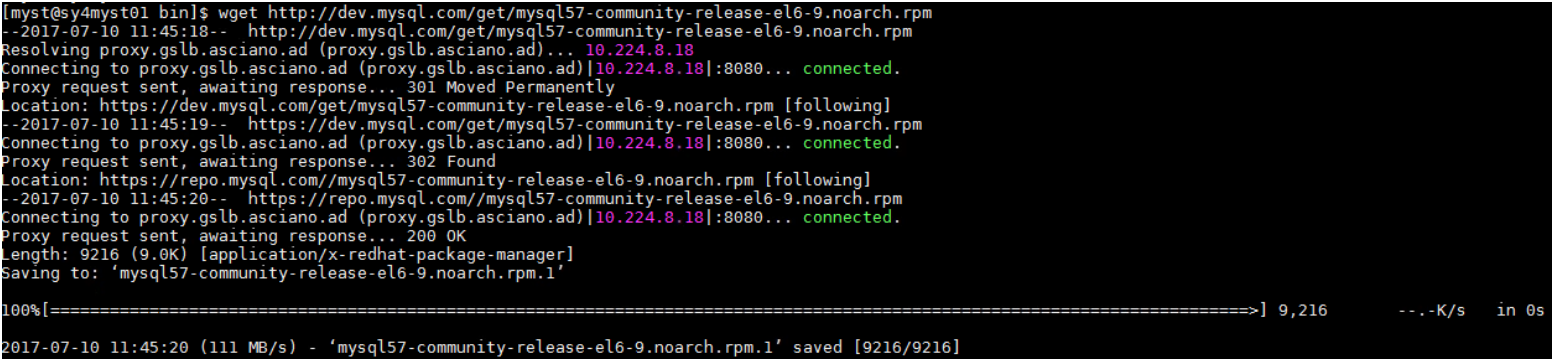 [myst@sy4myst01 bin]$ wget http://dev.mysql.com/get/mysql57-community-release-el6-9.noarch.rpm
--2017-07-10 11:45:18--  http://dev.mysql.com/get/mysql57-community-release-el6-9.noarch.rpm
Resolving proxy.gslb.asciano.ad (proxy.gslb.asciano.ad)... 10.224.8.18
Connecting to proxy.gslb.asciano.ad (proxy.gslb.asciano.ad)|10.224.8.18|:8080... connected.
Proxy request sent, awaiting response... 301 Moved Permanently
Location: https://dev.mysql.com/get/mysql57-community-release-el6-9.noarch.rpm [following]
--2017-07-10 11:45:19--  https://dev.mysql.com/get/mysql57-community-release-el6-9.noarch.rpm
Connecting to proxy.gslb.asciano.ad (proxy.gslb.asciano.ad)|10.224.8.18|:8080... connected.
Proxy request sent, awaiting response... 302 Found
Location: https://repo.mysql.com//mysql57-community-release-el6-9.noarch.rpm [following]
--2017-07-10 11:45:20--  https://repo.mysql.com//mysql57-community-release-el6-9.noarch.rpm
Connecting to proxy.gslb.asciano.ad (proxy.gslb.asciano.ad)|10.224.8.18|:8080... connected.
Proxy request sent, awaiting response... 200 OK
Length: 9216 (9.0K) [application/x-redhat-package-manager]
Saving to: ‘mysql57-community-release-el6-9.noarch.rpm.1’
100%[=========================================================================================================================>] 9,216       --.-K/s   in 0s
2017-07-10 11:45:20 (111 MB/s) - ‘mysql57-community-release-el6-9.noarch.rpm.1’ saved [9216/9216]